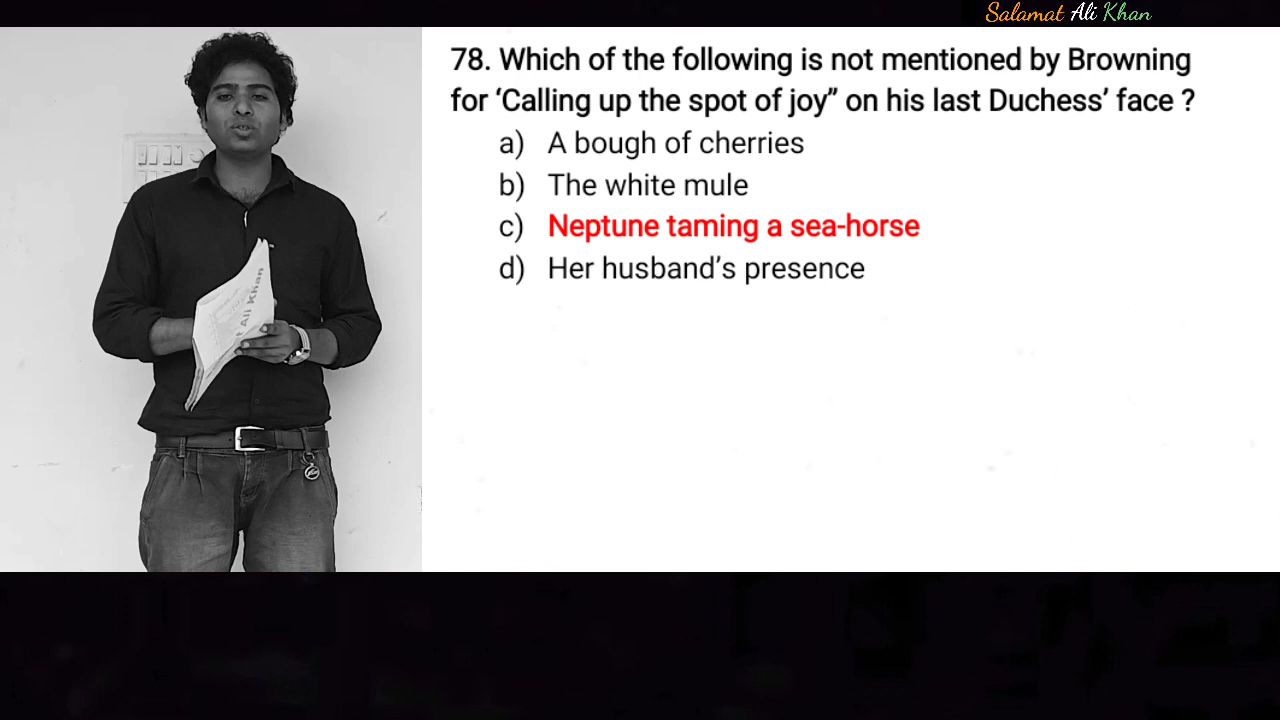 Salamat Ali Khan
78. Which of the following is not mentioned by Browning
for ‘Calling up the spot of joy” on his last Duchess’ face ?
a) A bough of cherries
b) The white mule
c) Neptune taming a sea-horse
d) Her husband’s presence
Ali Khan